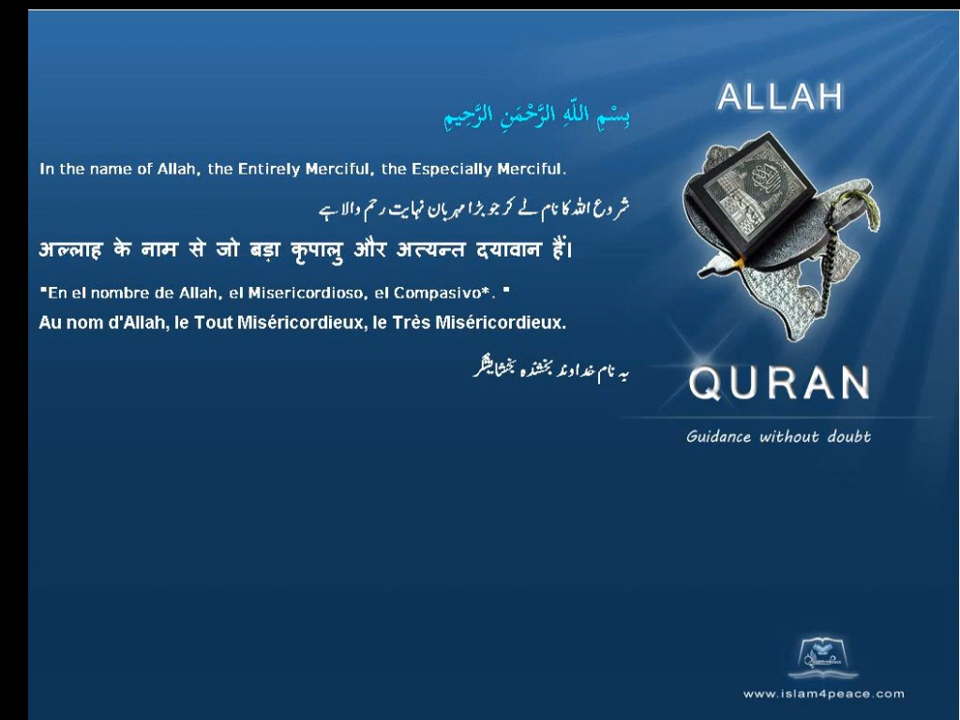 بِسْمِ اللّهِ الرَّحْمَنِ الرَّحِيمِ
In the name of Allah, the Entirely Merciful, the Especially Merciful.
شروع الله کا نام لے کر جو بڑا مہربان نہایت رحم والا ہے
अल्लाह के नाम से जो बड़ा कृपालु और अत्यन्त दयावान हैं।
"En el nombre de Allah, el Misericordioso, el Compasivo*. "
Au nom d'Allah, le Tout Miséricordieux, le Très Miséricordieux.
به نام خداوند بخشنده بخشایشگر
ALLAH
QURAN
Guidance without doubt
www.islam4peace.com